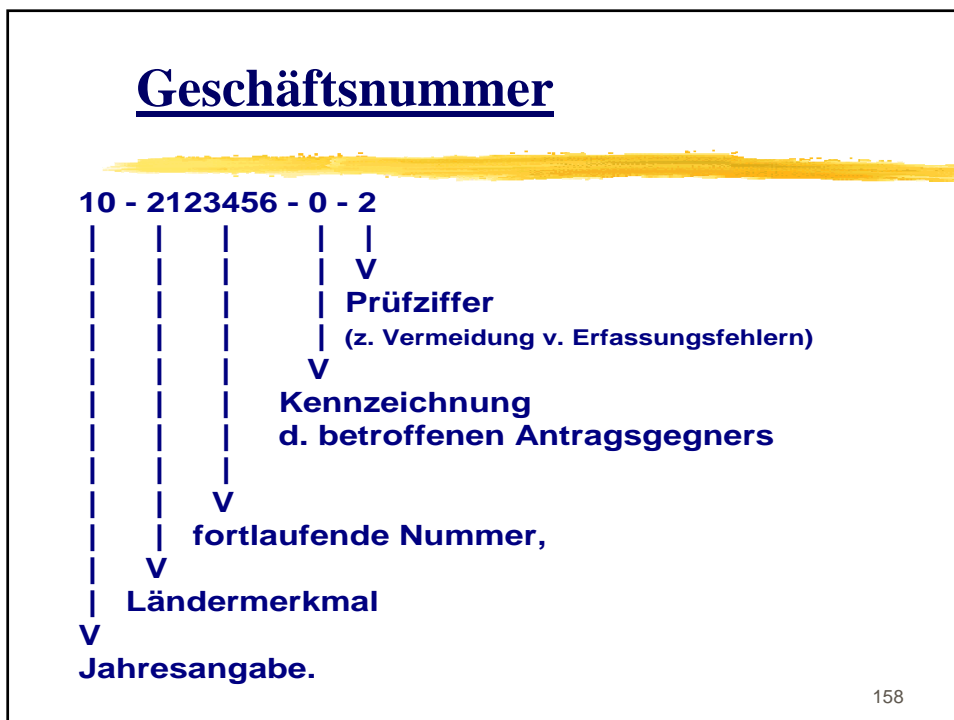 Geschäftsnummer
10 - 2123456 - 0 - 2
| | | | |
| | | | V
| | | | Prüfziffer
| | | | (z. Vermeidung v. Erfassungsfehlern)
| | | V
| | | Kennzeichnung
| | | d. betroffenen Antragsgegners
| | |
| | V
| | fortlaufende Nummer,
| V
| Ländermerkmal
V
Jahresangabe.
158